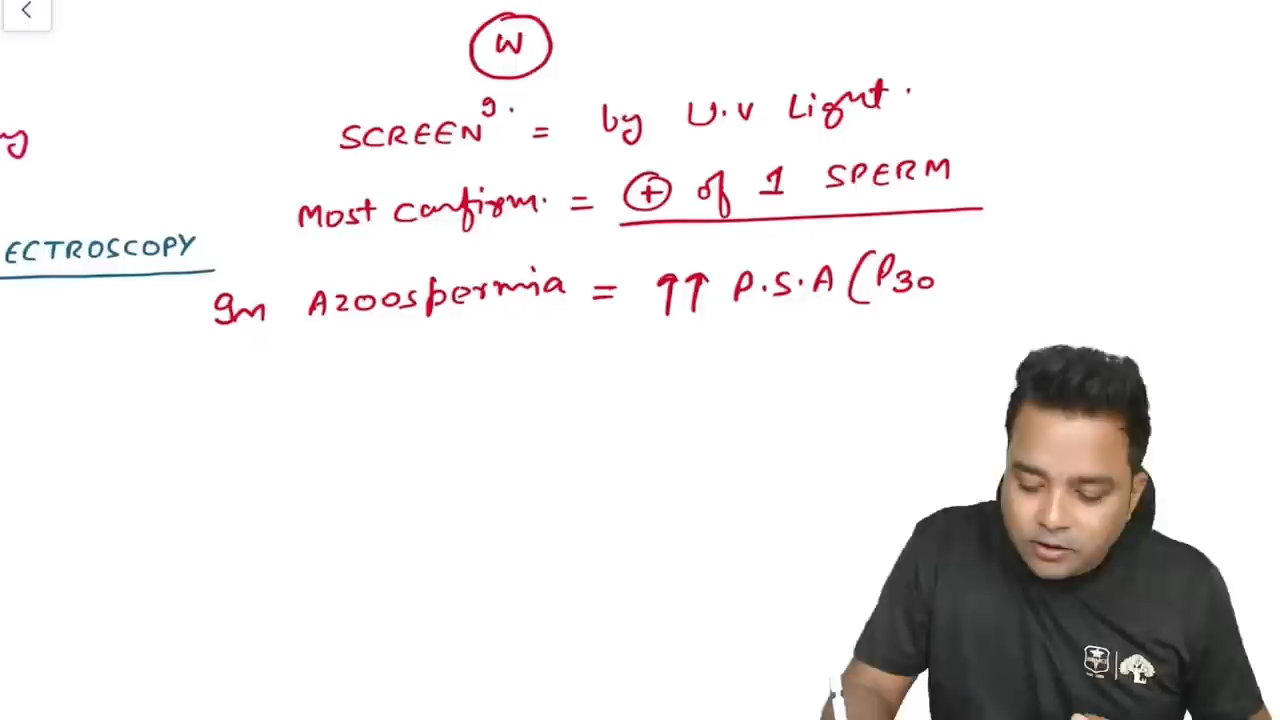 W
SCREENg. = by U.V Light.
Most confirm. = + of 1 SPERM
ECTROSCOPY
In Azoospermia = ↑↑ P.S.A (P30